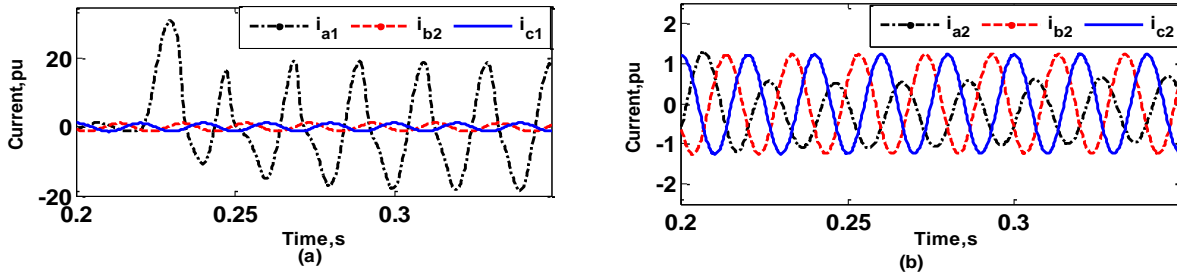 i_a1 i_b2 i_c1
Current,pu
20
0
-20
0.2 0.25 0.3
Time,s
(a)
i_a2 i_b2 i_c2
Current,pu
2
1
0
-1
-2
0.2 0.25 0.3
Time,s
(b)